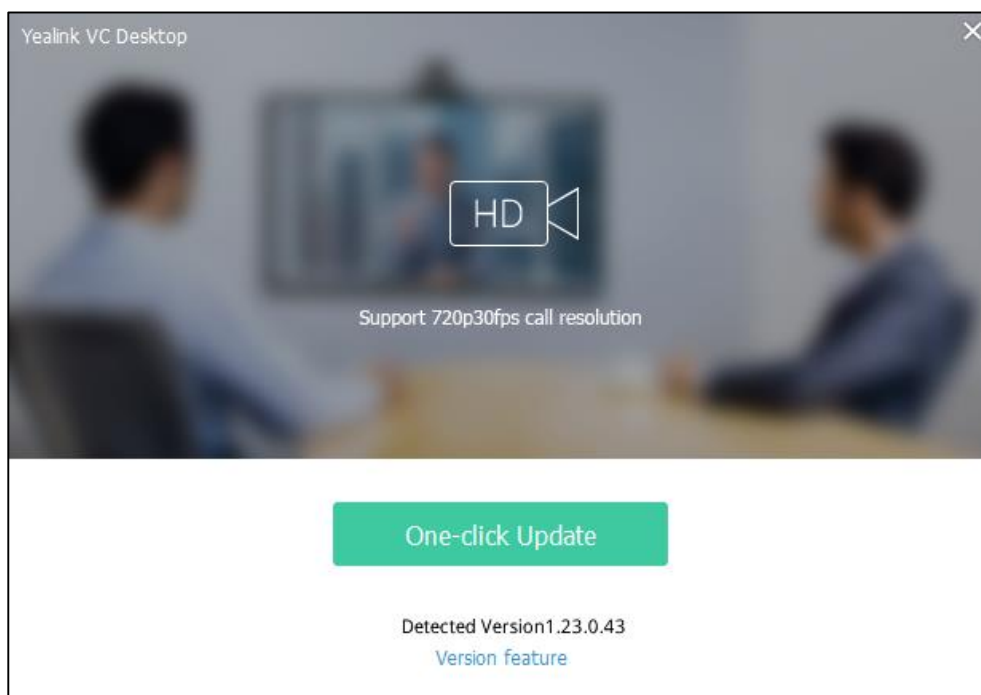 Yealink VC Desktop
HD
Support 720p30fps call resolution
One-click Update
Detected Version1.23.0.43
Version feature